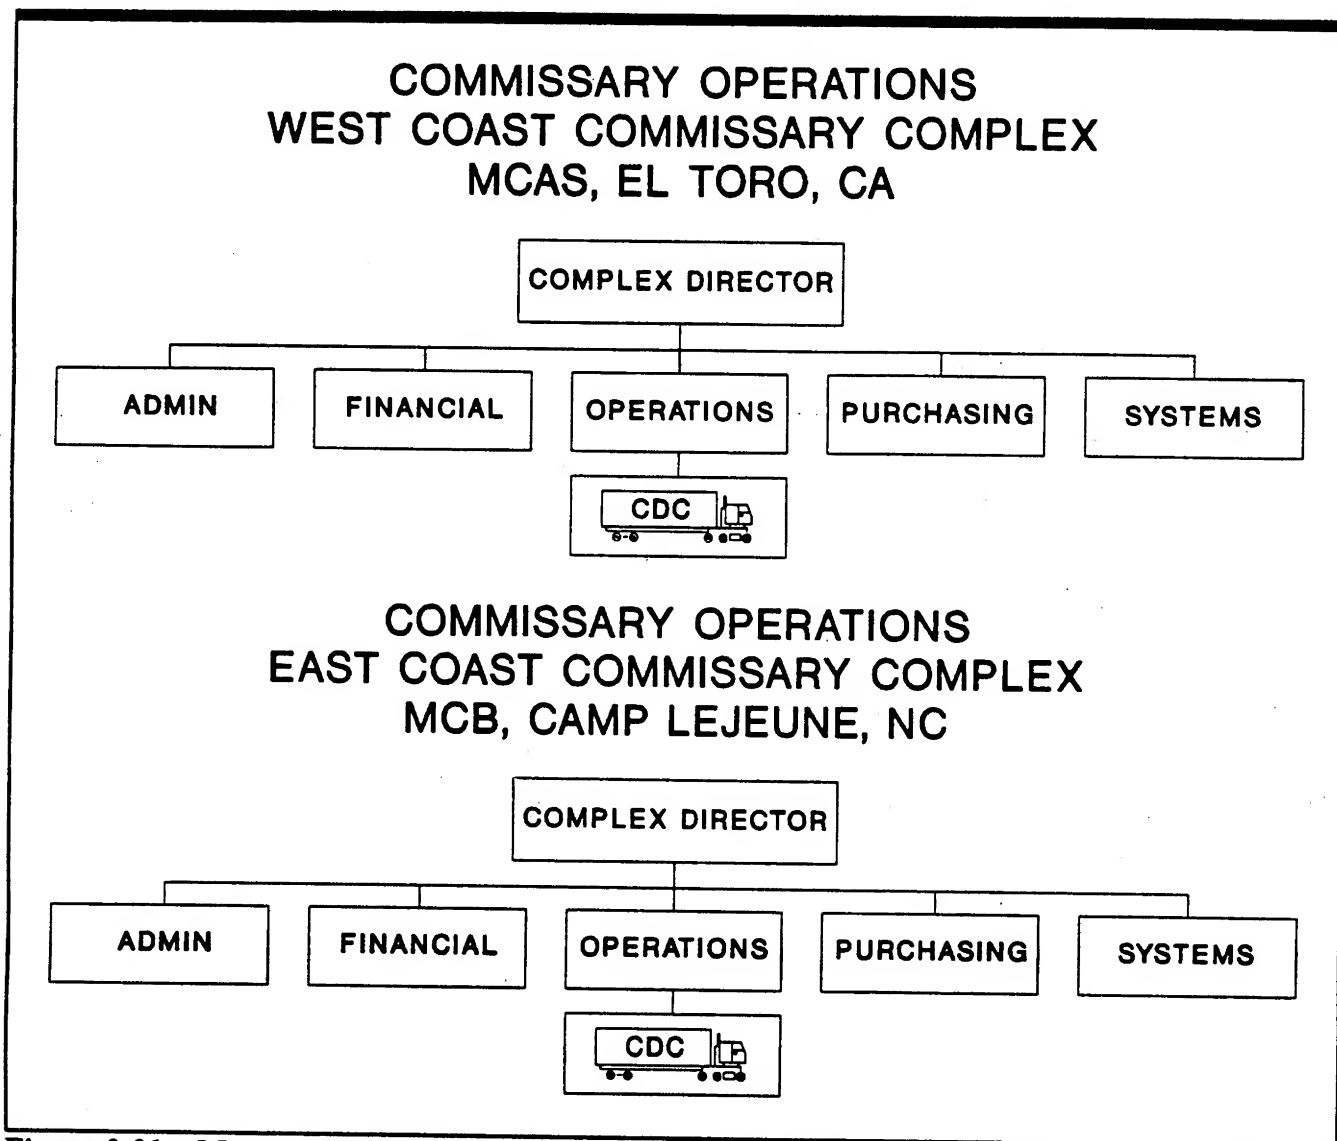 COMMISSARY OPERATIONS
WEST COAST COMMISSARY COMPLEX
MCAS, EL TORO, CA
COMPLEX DIRECTOR
ADMIN
FINANCIAL
OPERATIONS
PURCHASING
SYSTEMS
CDC
COMMISSARY OPERATIONS
EAST COAST COMMISSARY COMPLEX
MCB, CAMP LEJEUNE, NC
COMPLEX DIRECTOR
ADMIN
FINANCIAL
OPERATIONS
PURCHASING
SYSTEMS
CDC